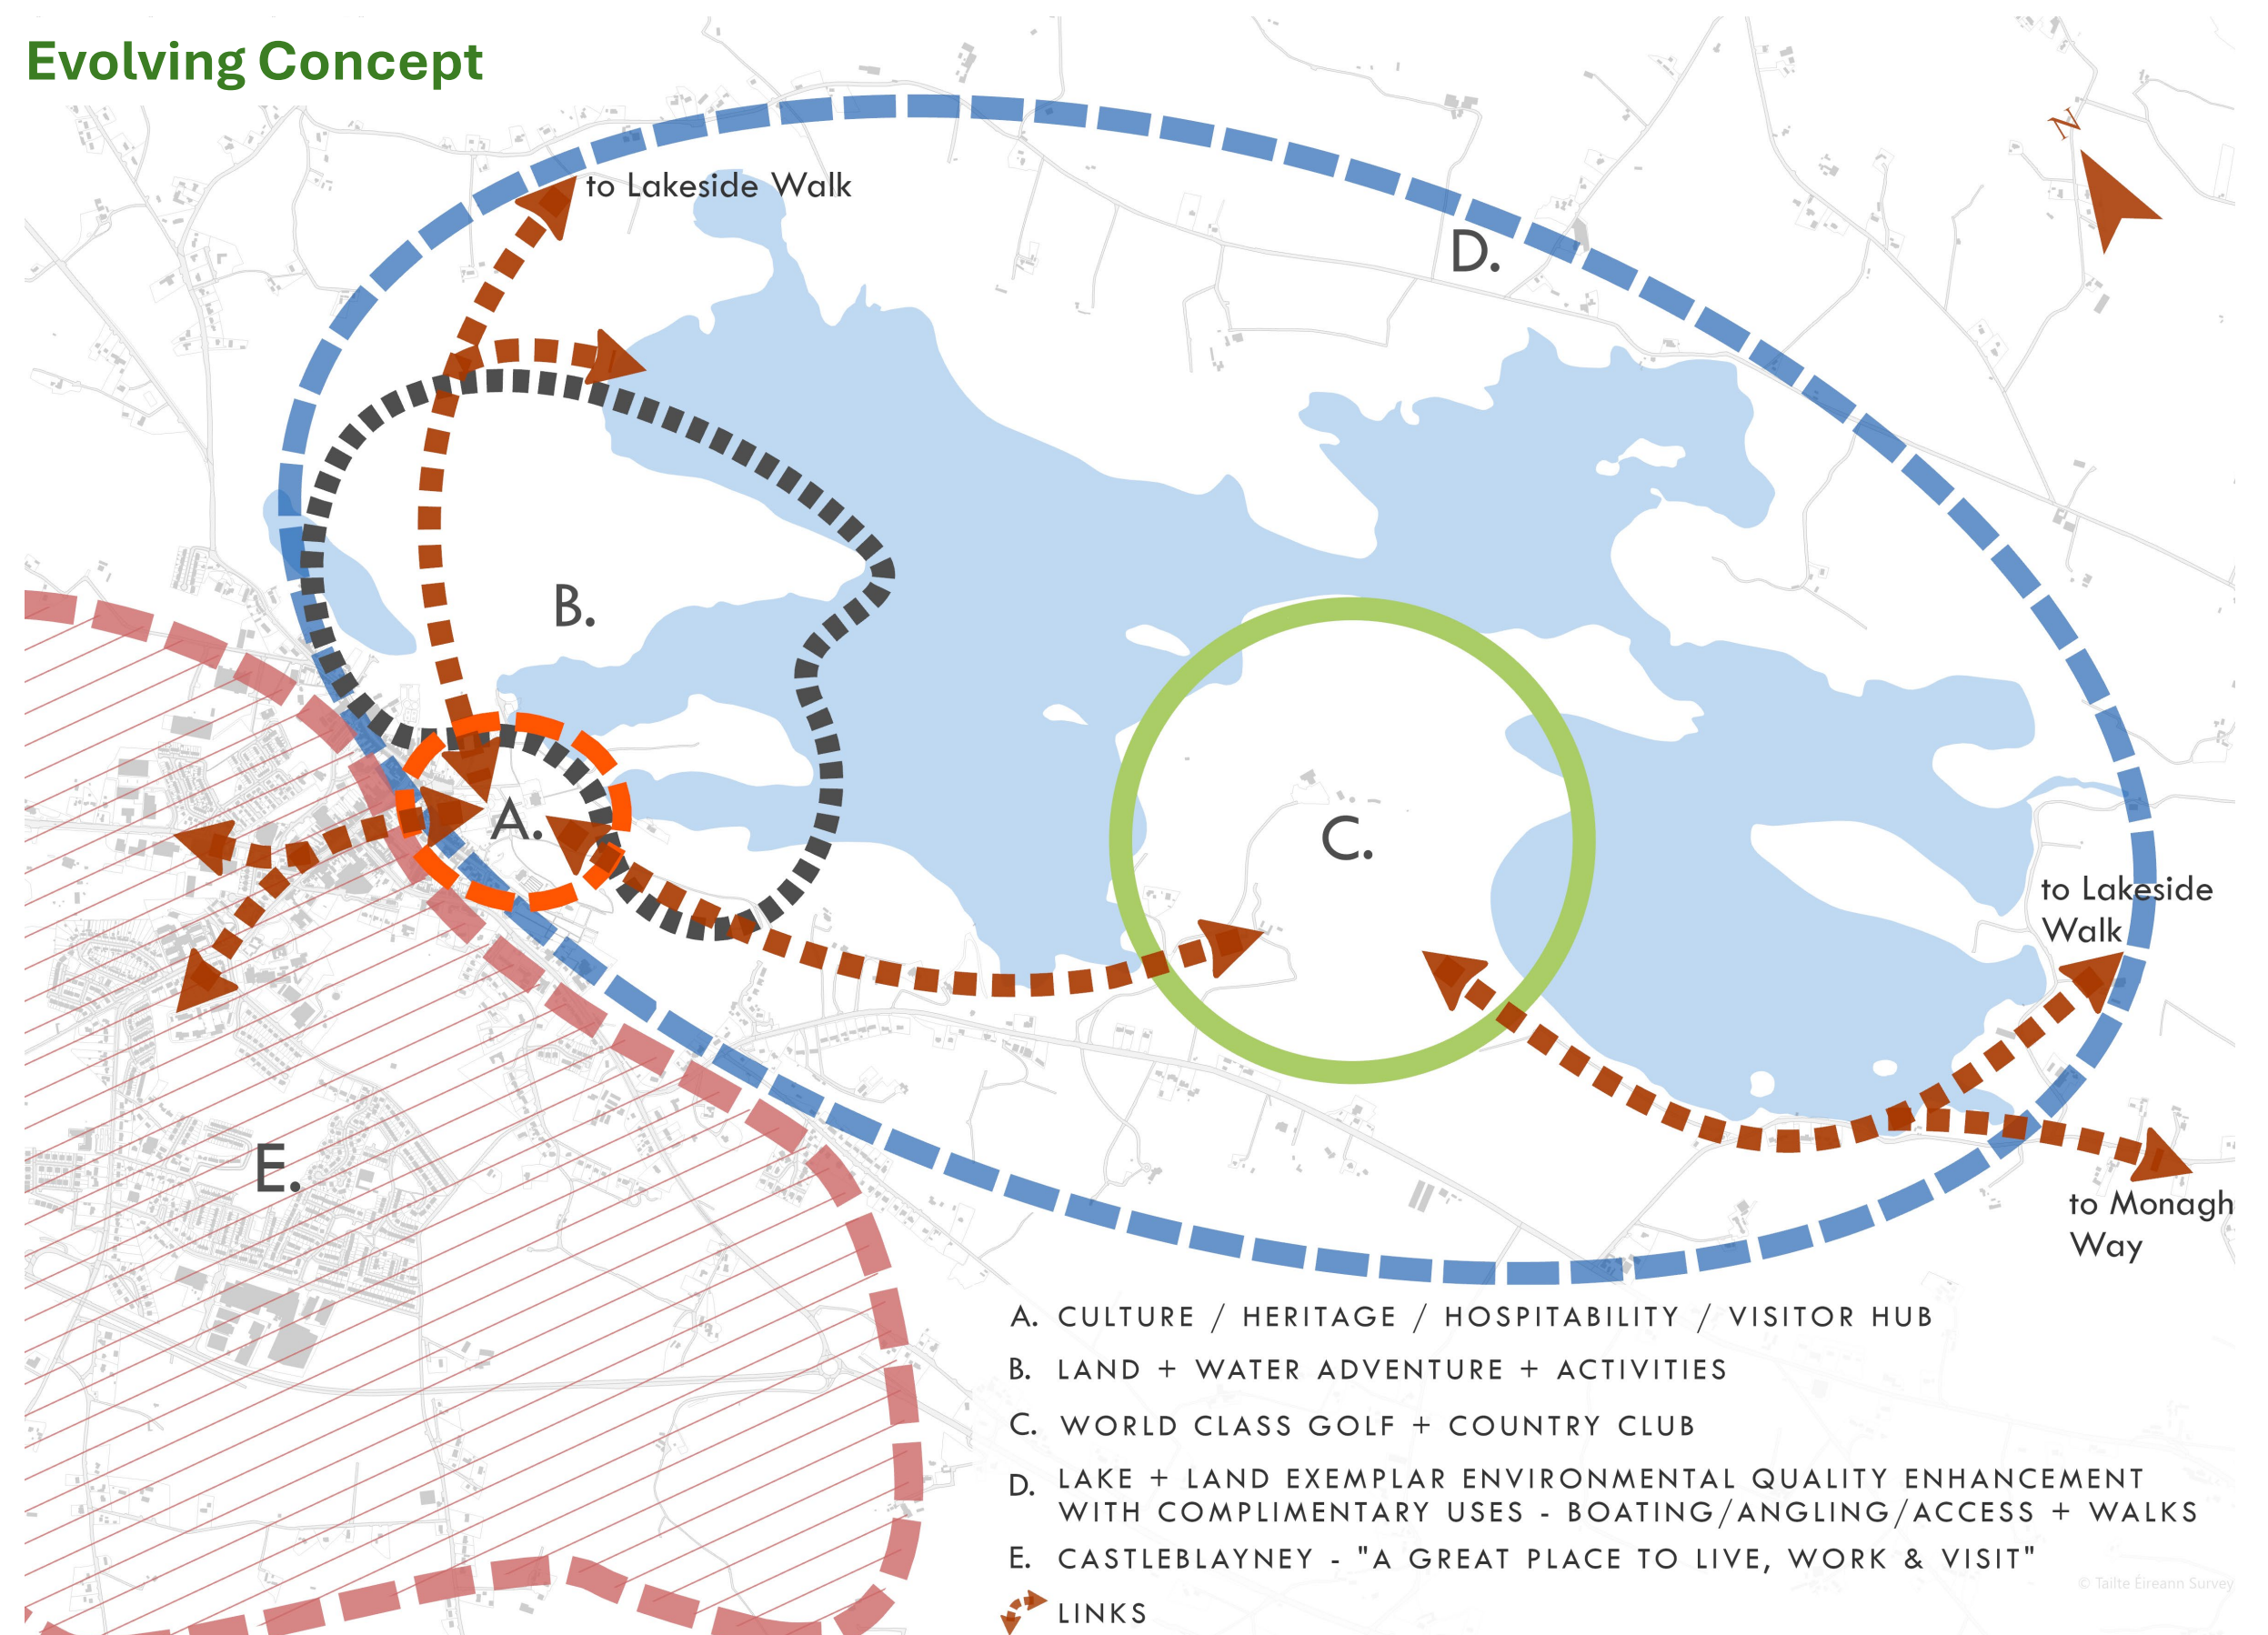 Evolving Concept
N
to Lakeside Walk
D.
B.
A.
C.
to Lakeside
Walk
E.
to Monagh
Way
A. CULTURE / HERITAGE / HOSPITABILITY / VISITOR HUB
B. LAND + WATER ADVENTURE + ACTIVITIES
C. WORLD CLASS GOLF + COUNTRY CLUB
D. LAKE + LAND EXEMPLAR ENVIRONMENTAL QUALITY ENHANCEMENT
WITH COMPLIMENTARY USES - BOATING/ANGLING/ACCESS + WALKS
E. CASTLEBLAYNEY - "A GREAT PLACE TO LIVE, WORK & VISIT"
© Tailte Éireann Survey
LINKS